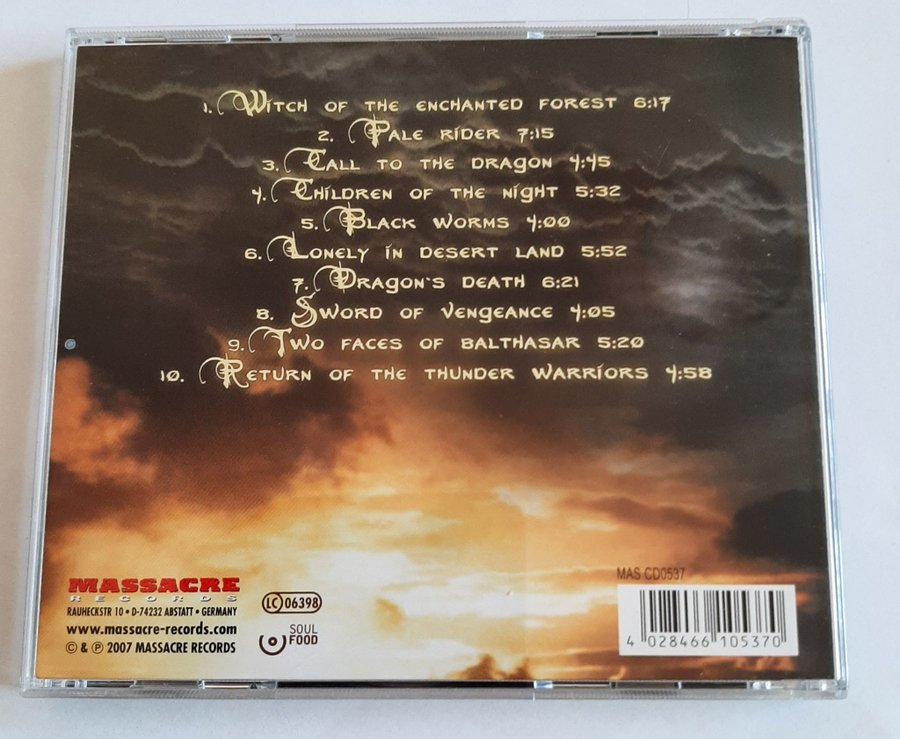 1. Witch of the enchanted forest 6:17
2. Pale rider 7:15
3. Call to the dragon 4:45
4. Children of the night 5:32
5. Black worms 4:00
6. Lonely in desert land 5:52
7. Dragon's death 6:21
8. Sword of vengeance 4:05
9. Two faces of balthasar 5:20
10. Return of the thunder warriors 4:58
MASSACRE
RECORDS
RAUHECKSTR 10 • D-74232 ABSTATT • GERMANY
www.massacre-records.com
© & ℗ 2007 MASSACRE RECORDS
LC 06398
SOUL
FOOD
MAS CD0537
4 028466 105370